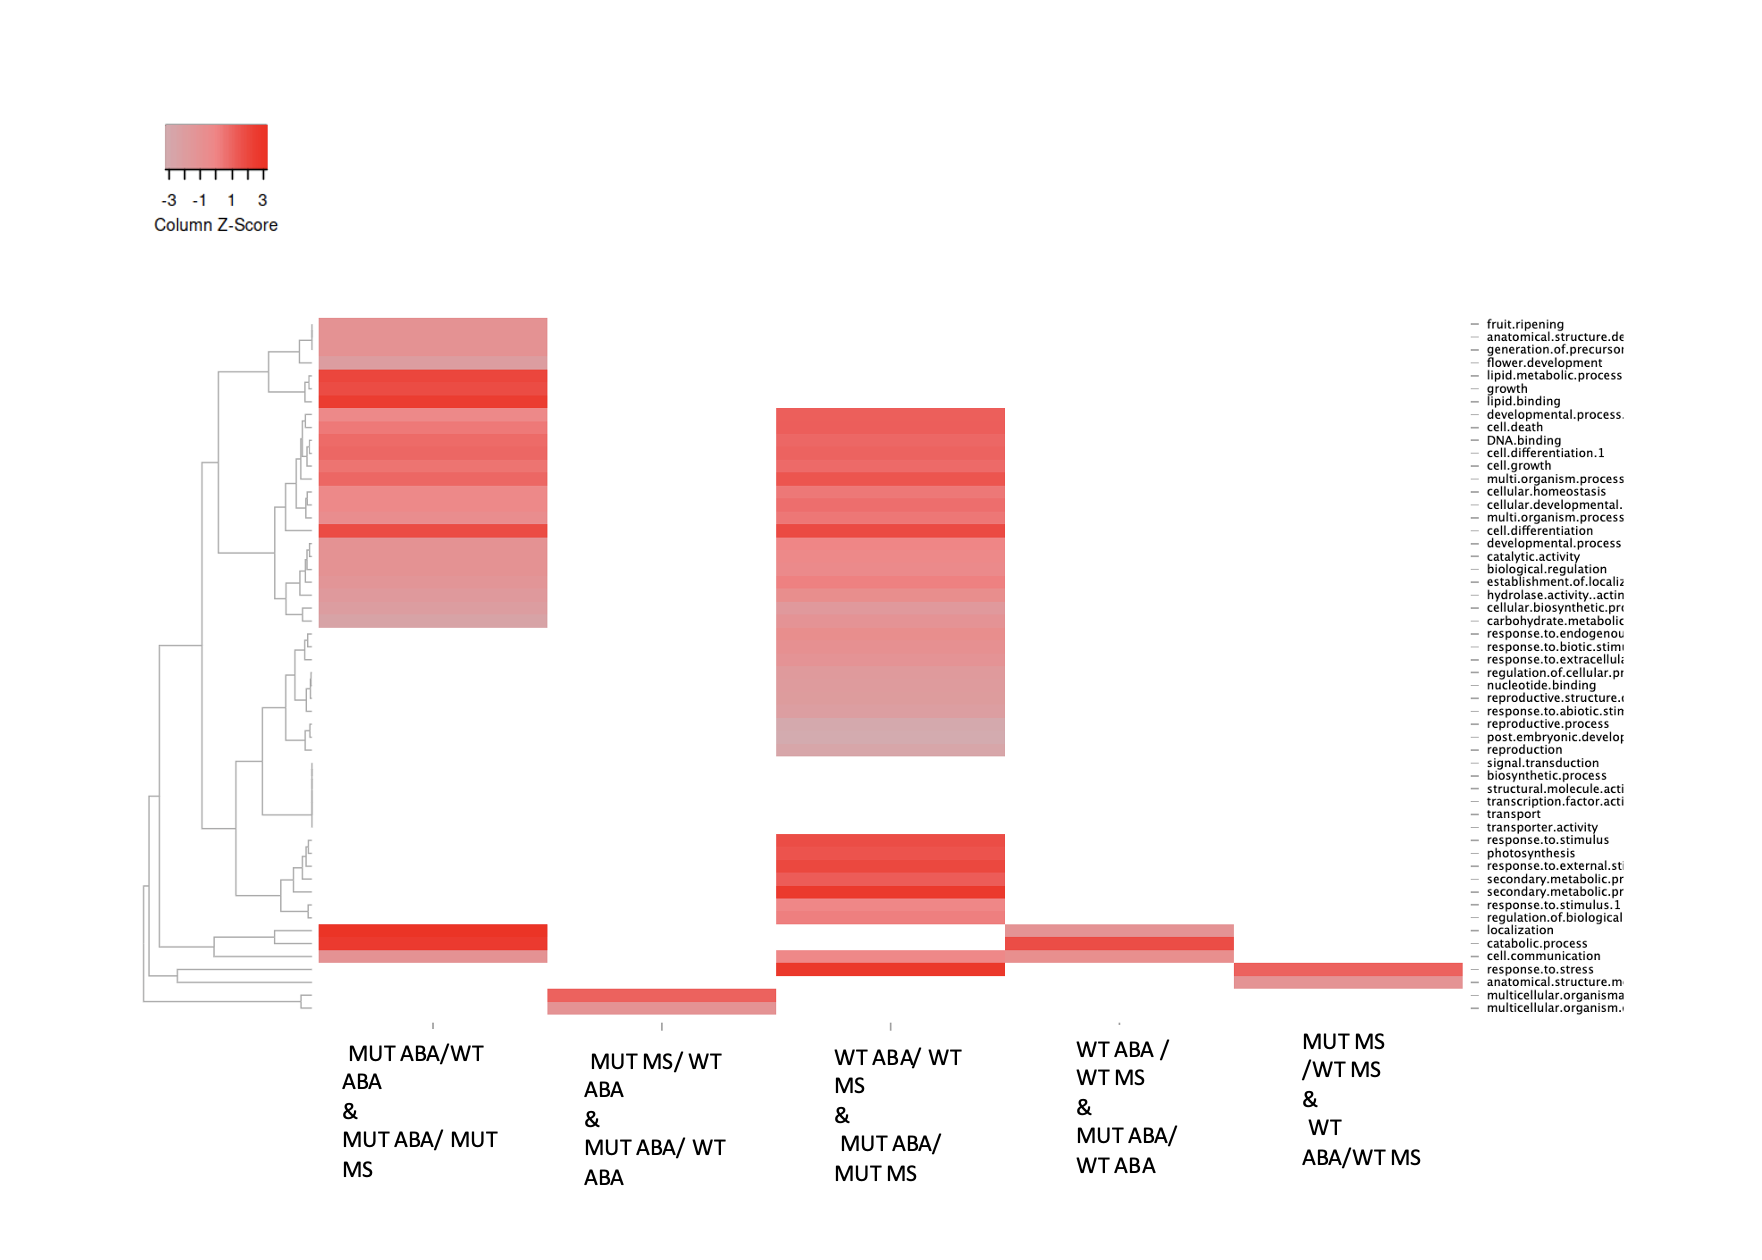 -3 -1 1 3
Column Z-Score
fruit.ripening
anatomical.structure.de
generation.of.precursor
flower.development
lipid.metabolic.process
growth
lipid.binding
developmental.process.
cell.death
DNA.binding
cell.differentiation.1
cell.growth
multi.organism.process
cellular.homeostasis
cellular.developmental.
multi.organism.process
cell.differentiation
developmental.process
catalytic.activity
biological.regulation
establishment.of.localiz
hydrolase.activity..actin
cellular.biosynthetic.pro
carbohydrate.metabolic
response.to.endogenou
response.to.biotic.stim
response.to.extracellula
regulation.of.cellular.pr
nucleotide.binding
reproductive.structure.
response.to.abiotic.stim
reproductive.process
post.embryonic.develop
reproduction
signal.transduction
biosynthetic.process
structural.molecule.acti
transcription.factor.acti
transport
transporter.activity
response.to.stimulus
photosynthesis
response.to.external.sti
secondary.metabolic.pr
secondary.metabolic.pr
response.to.stimulus.1
regulation.of.biological
localization
catabolic.process
cell.communication
response.to.stress
anatomical.structure.m
multicellular.organisma
multicellular.organism.
MUT ABA/WT
ABA
&
MUT ABA/ MUT
MS
MUT MS/ WT
ABA
&
MUT ABA/ WT
ABA
WT ABA/ WT
MS
&
MUT ABA/
MUT MS
WT ABA /
WT MS
&
MUT ABA/
WT ABA
MUT MS
/WT MS
&
WT
ABA/WT MS